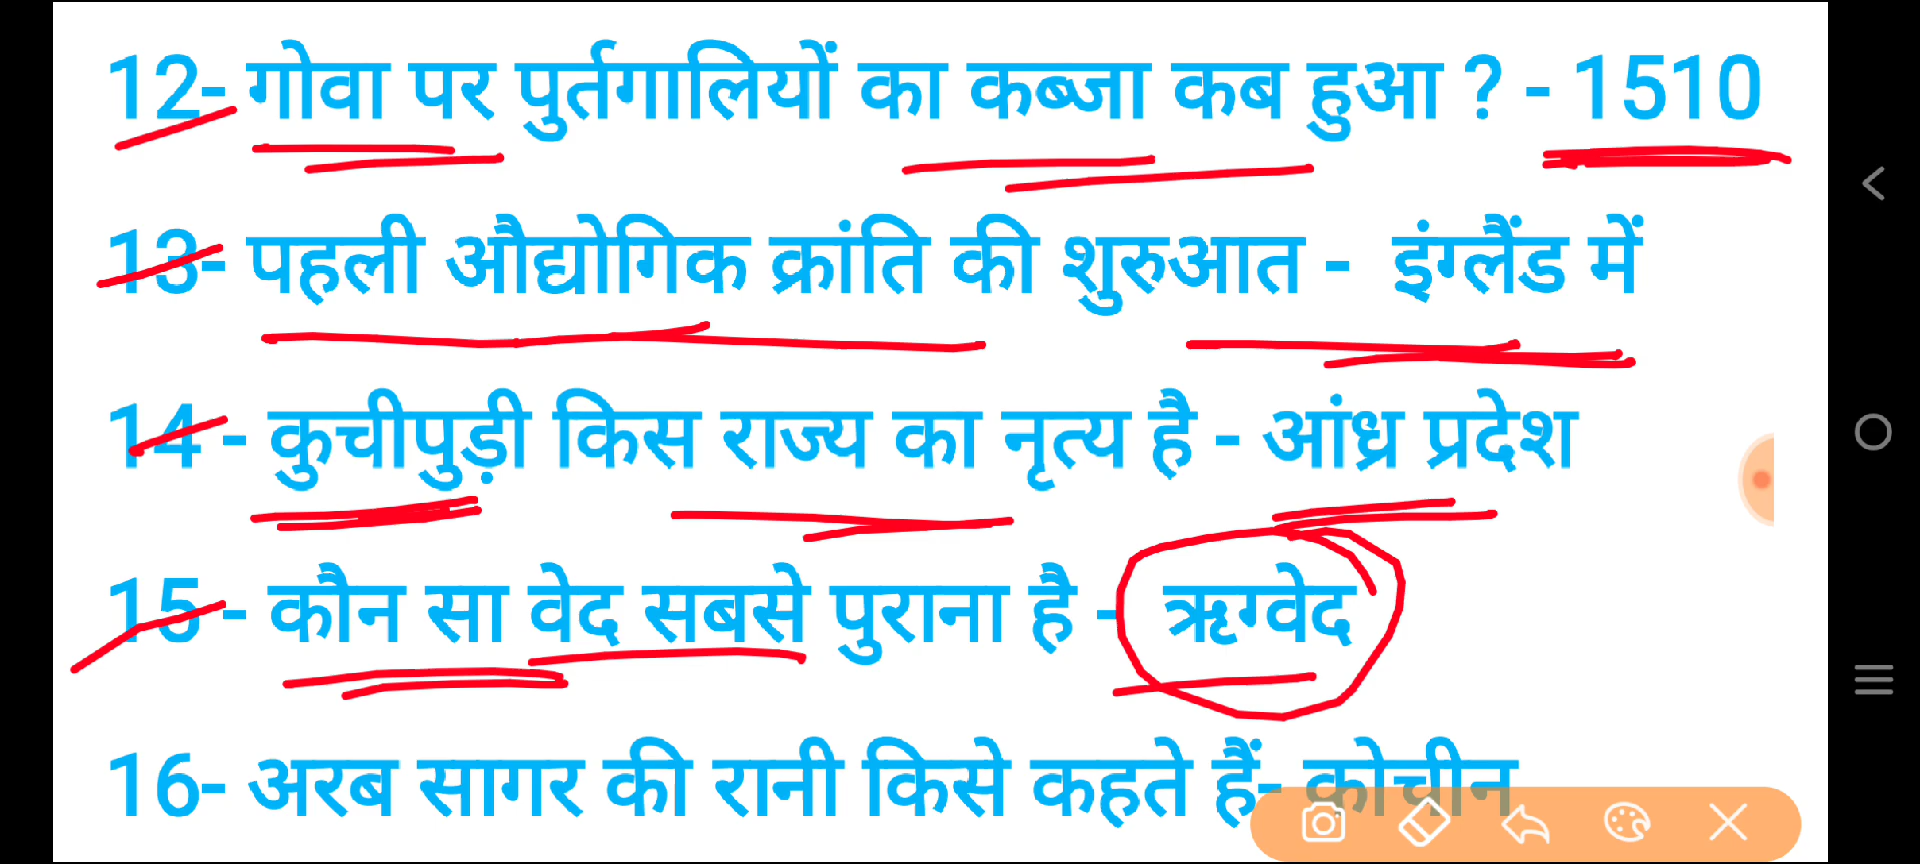 12- गोवा पर पुर्तगालियों का कब्जा कब हुआ ? - 1510
13- पहली औद्योगिक क्रांति की शुरुआत - इंग्लैंड में
14 - कुचीपुड़ी किस राज्य का नृत्य है - आंध्र प्रदेश
15 - कौन सा वेद सबसे पुराना है - ऋग्वेद
16- अरब सागर की रानी किसे कहते हैं- कोचीन